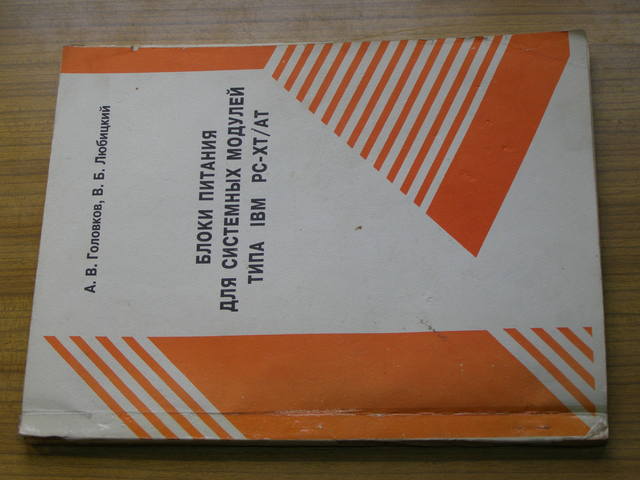 А. В. Головков, В. Б. Любицкий
БЛОКИ ПИТАНИЯ
ДЛЯ СИСТЕМНЫХ МОДУЛЕЙ
ТИПА IBM PC-XT/AT